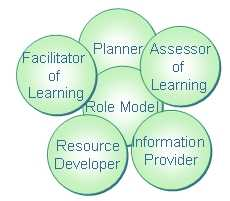 Planner
Facilitator
of
Learning
Assessor
of
Learning
Role Model
Resource
Developer
Information
Provider